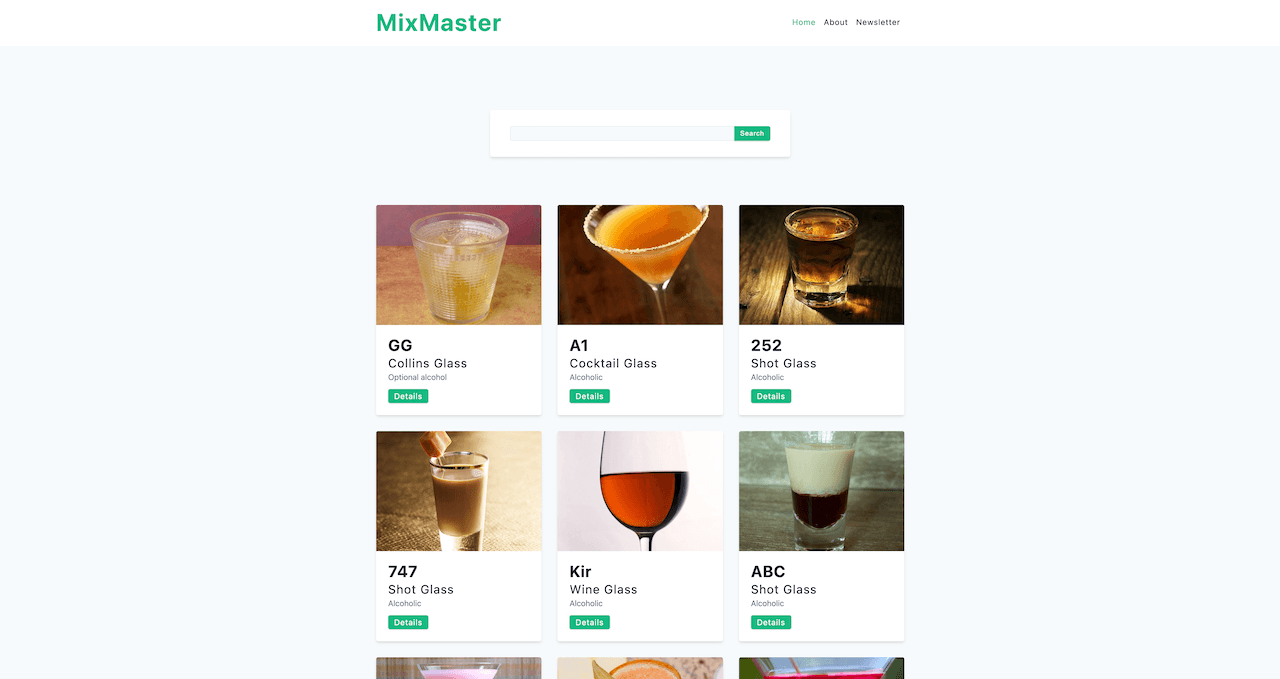 MixMaster
Home About Newsletter
Search
GG
Collins Glass
Optional alcohol
Details
A1
Cocktail Glass
Alcoholic
Details
252
Shot Glass
Alcoholic
Details
747
Shot Glass
Alcoholic
Details
Kir
Wine Glass
Alcoholic
Details
ABC
Shot Glass
Alcoholic
Details